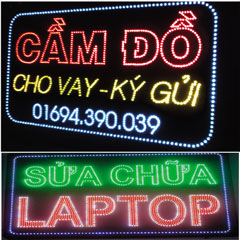 CẦM ĐỒ
CHO VAY - KÝ GỬI
01694.390.039
SỬA CHỮA
LAPTOP